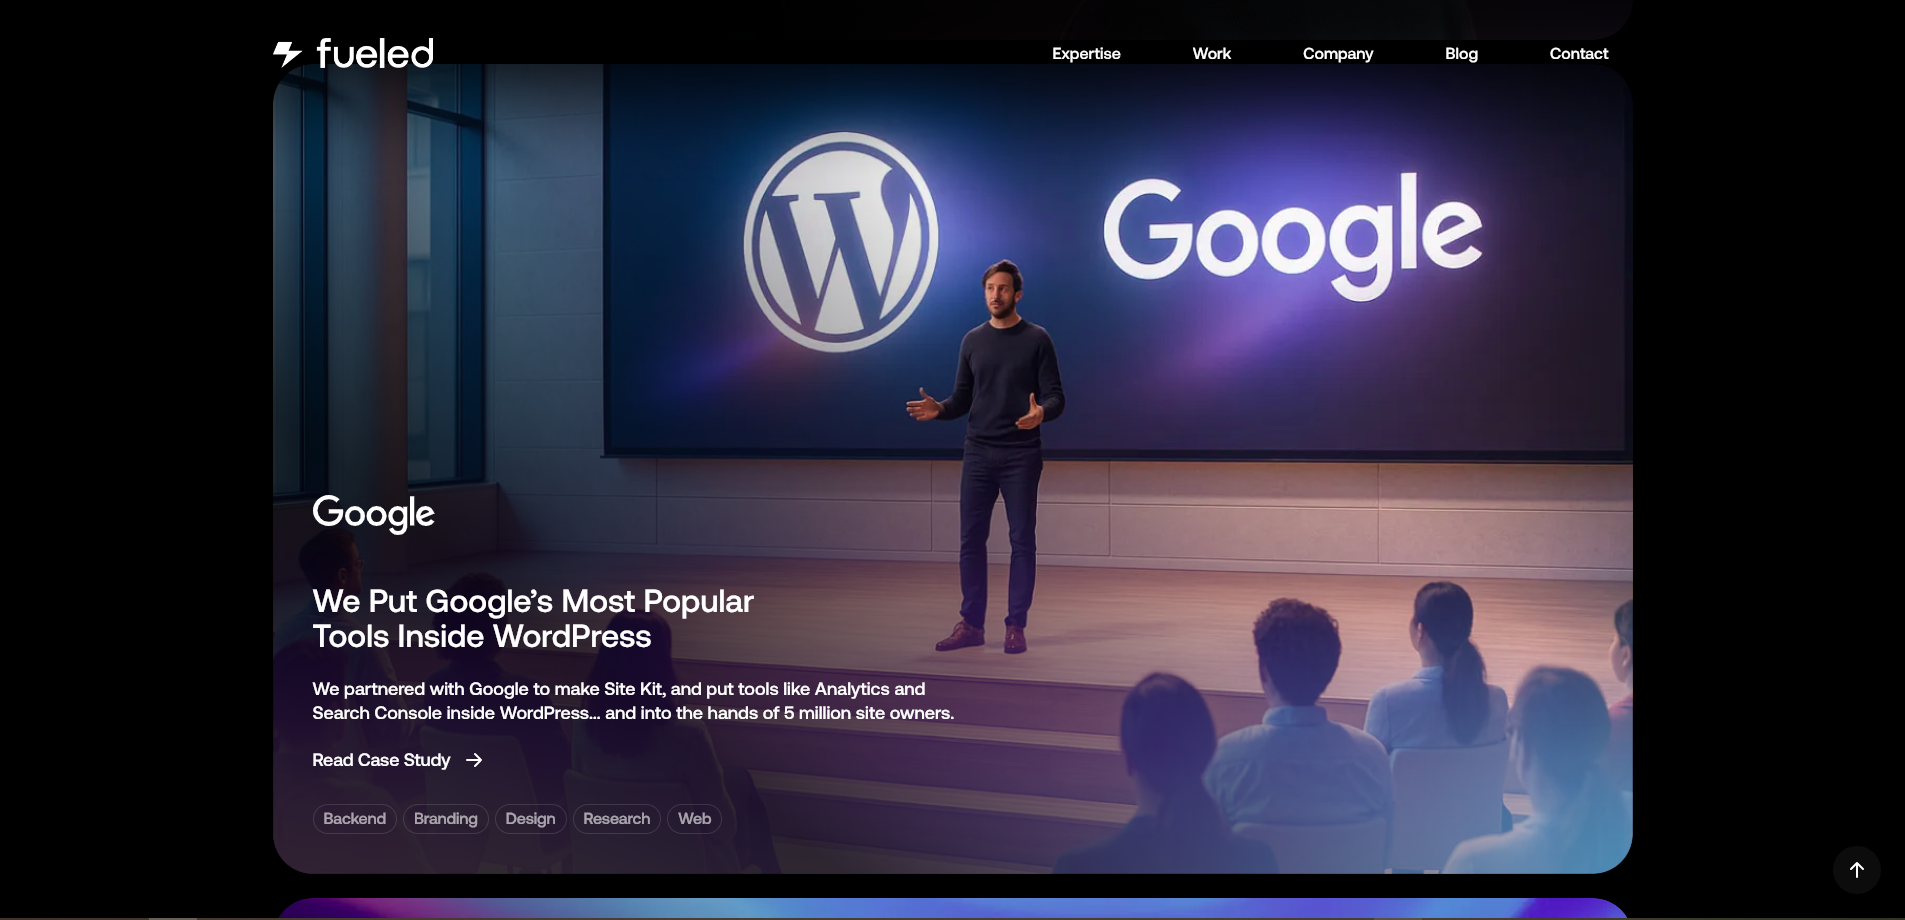 fueled
Expertise
Work
Company
Blog
Contact
Google
Google
We Put Google’s Most Popular
Tools Inside WordPress
We partnered with Google to make Site Kit, and put tools like Analytics and
Search Console inside WordPress... and into the hands of 5 million site owners.
Read Case Study
Backend
Branding
Design
Research
Web